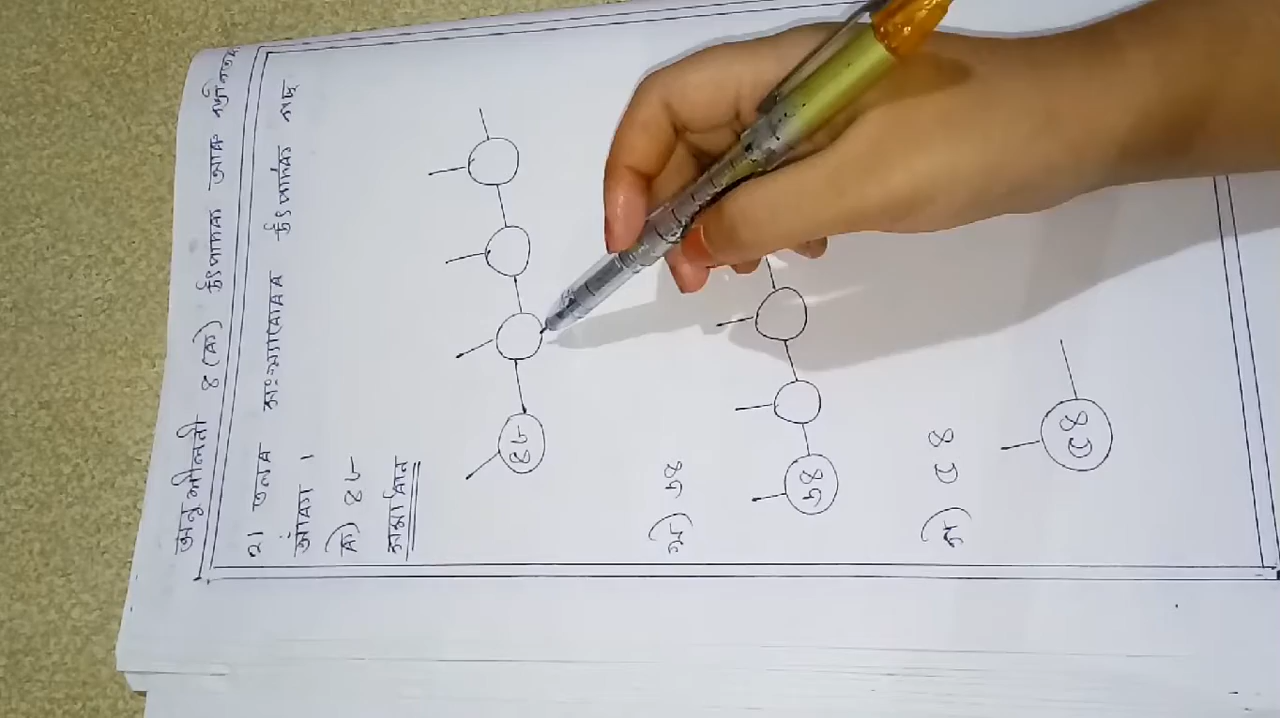 অনুশীলনী ৪(ক) উৎপাদক আৰু গুণিতক
২। তলৰ সংখ্যাবোৰৰ উৎপাদক গছ
আঁকা ।
ক) ৪৮
সমাধান
৪৮
খ) ৬৪
৬৪
গ) ৫৪
৫৪